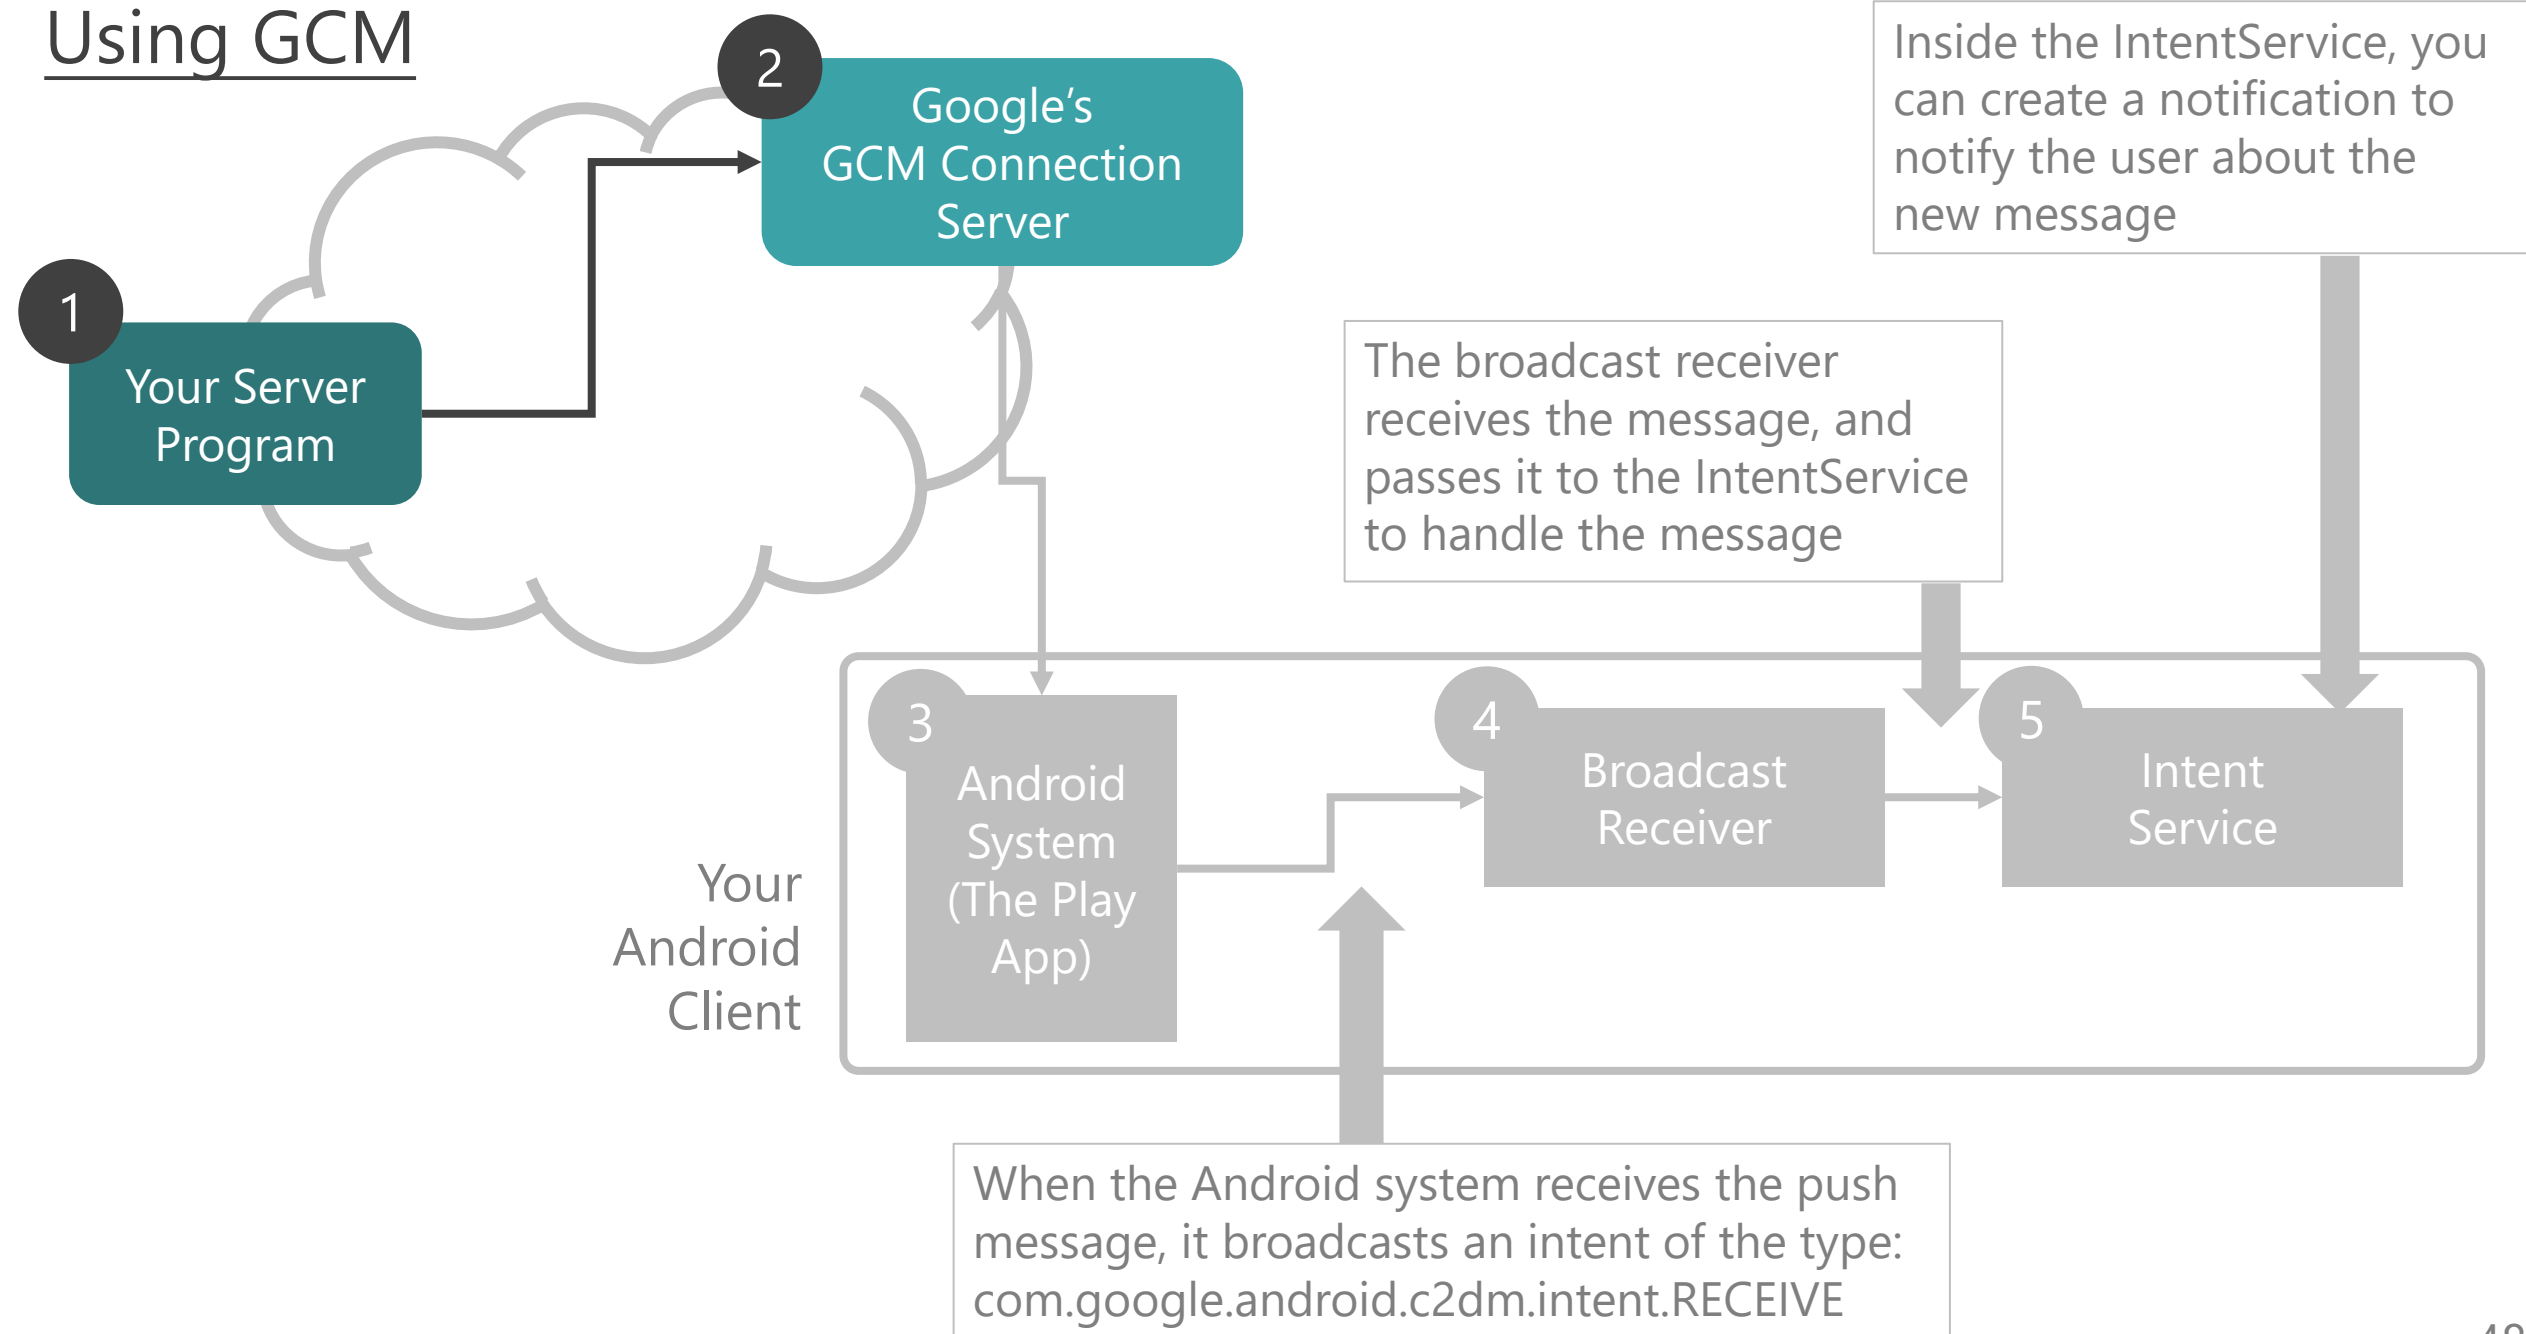 Using GCM
2
Google’s
GCM Connection
Server
Inside the IntentService, you
can create a notification to
notify the user about the
new message
1
Your Server
Program
The broadcast receiver
receives the message, and
passes it to the IntentService
to handle the message
3
Android
System
(The Play
App)
4
Broadcast
Receiver
5
Intent
Service
Your
Android
Client
When the Android system receives the push
message, it broadcasts an intent of the type:
com.google.android.c2dm.intent.RECEIVE